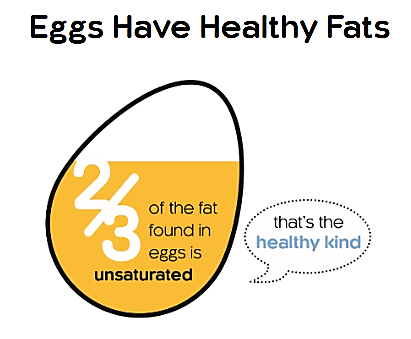 Eggs Have Healthy Fats
2/3
of the fat
found in
eggs is
unsaturated
that's the
healthy kind